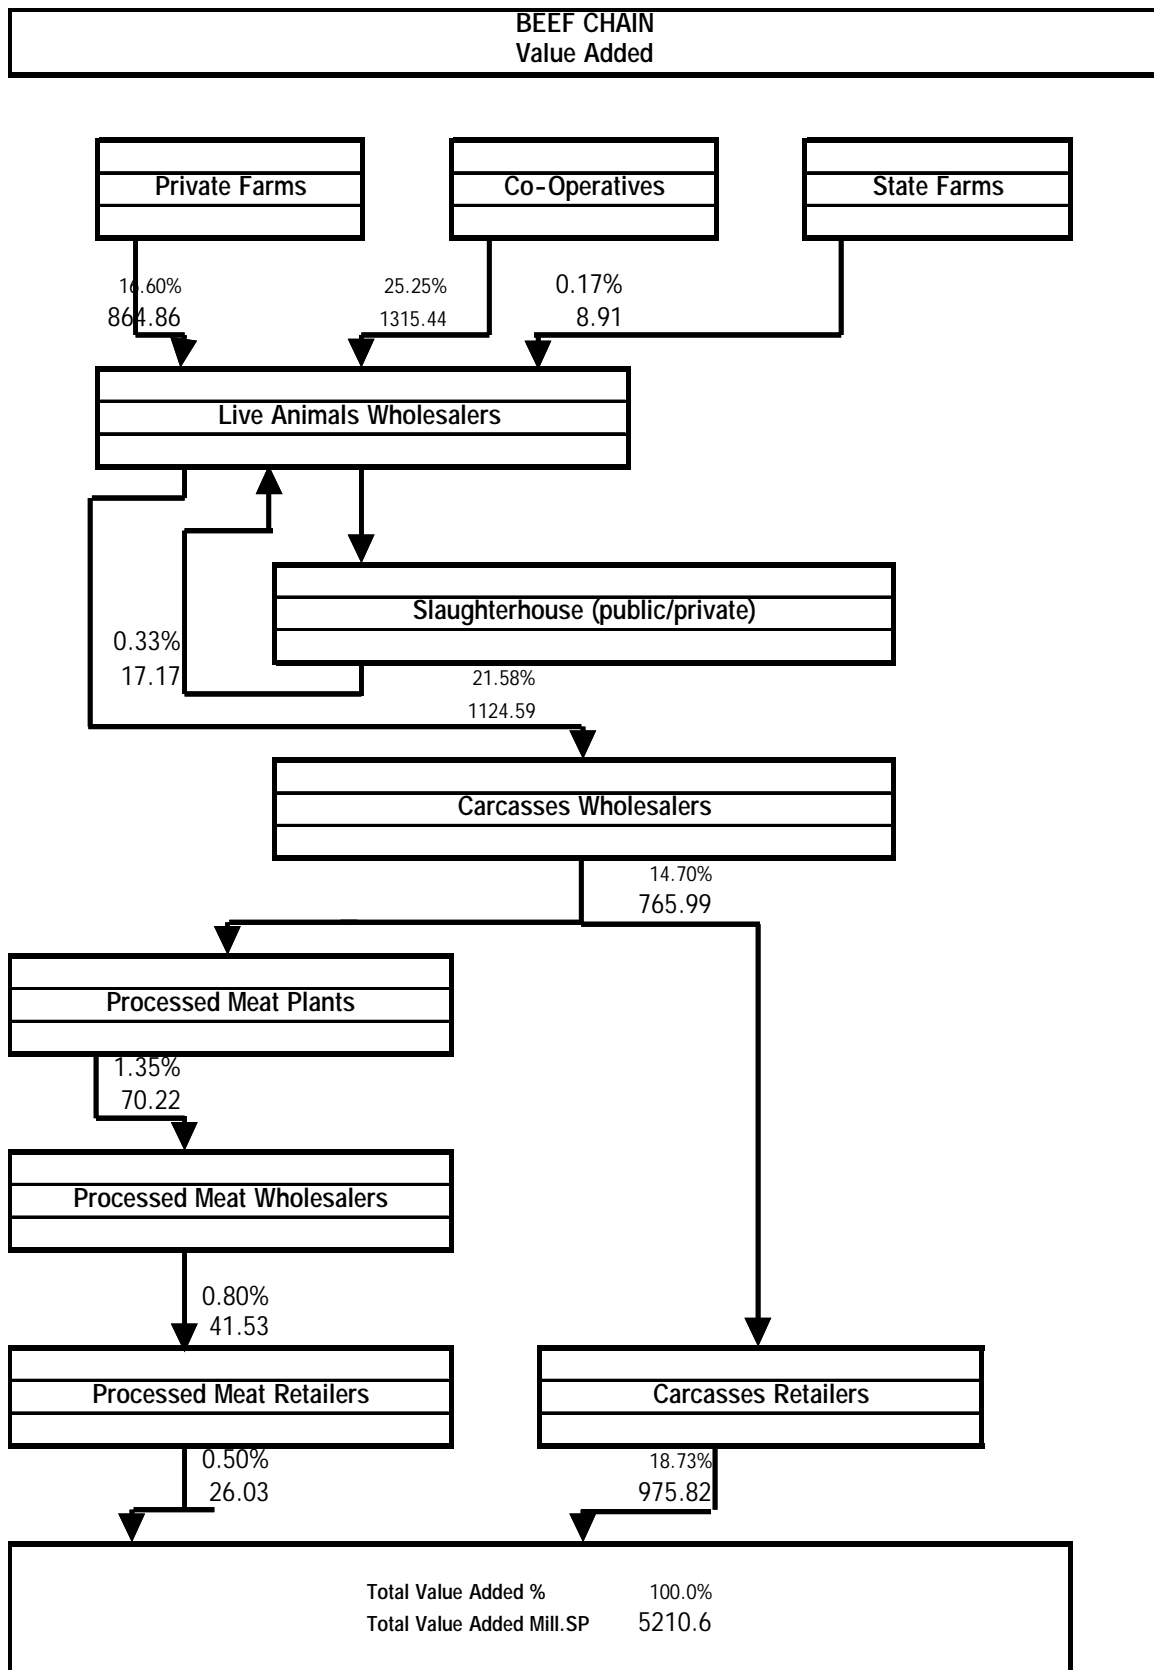 BEEF CHAIN
Value Added
Private Farms
Co-Operatives
State Farms
16.60%
864.86
25.25%
1315.44
0.17%
8.91
Live Animals Wholesalers
Slaughterhouse (public/private)
0.33%
17.17
21.58%
1124.59
Carcasses Wholesalers
14.70%
765.99
Processed Meat Plants
1.35%
70.22
Processed Meat Wholesalers
0.80%
41.53
Processed Meat Retailers
Carcasses Retailers
0.50%
26.03
18.73%
975.82
Total Value Added % 100.0%
Total Value Added Mill.SP 5210.6